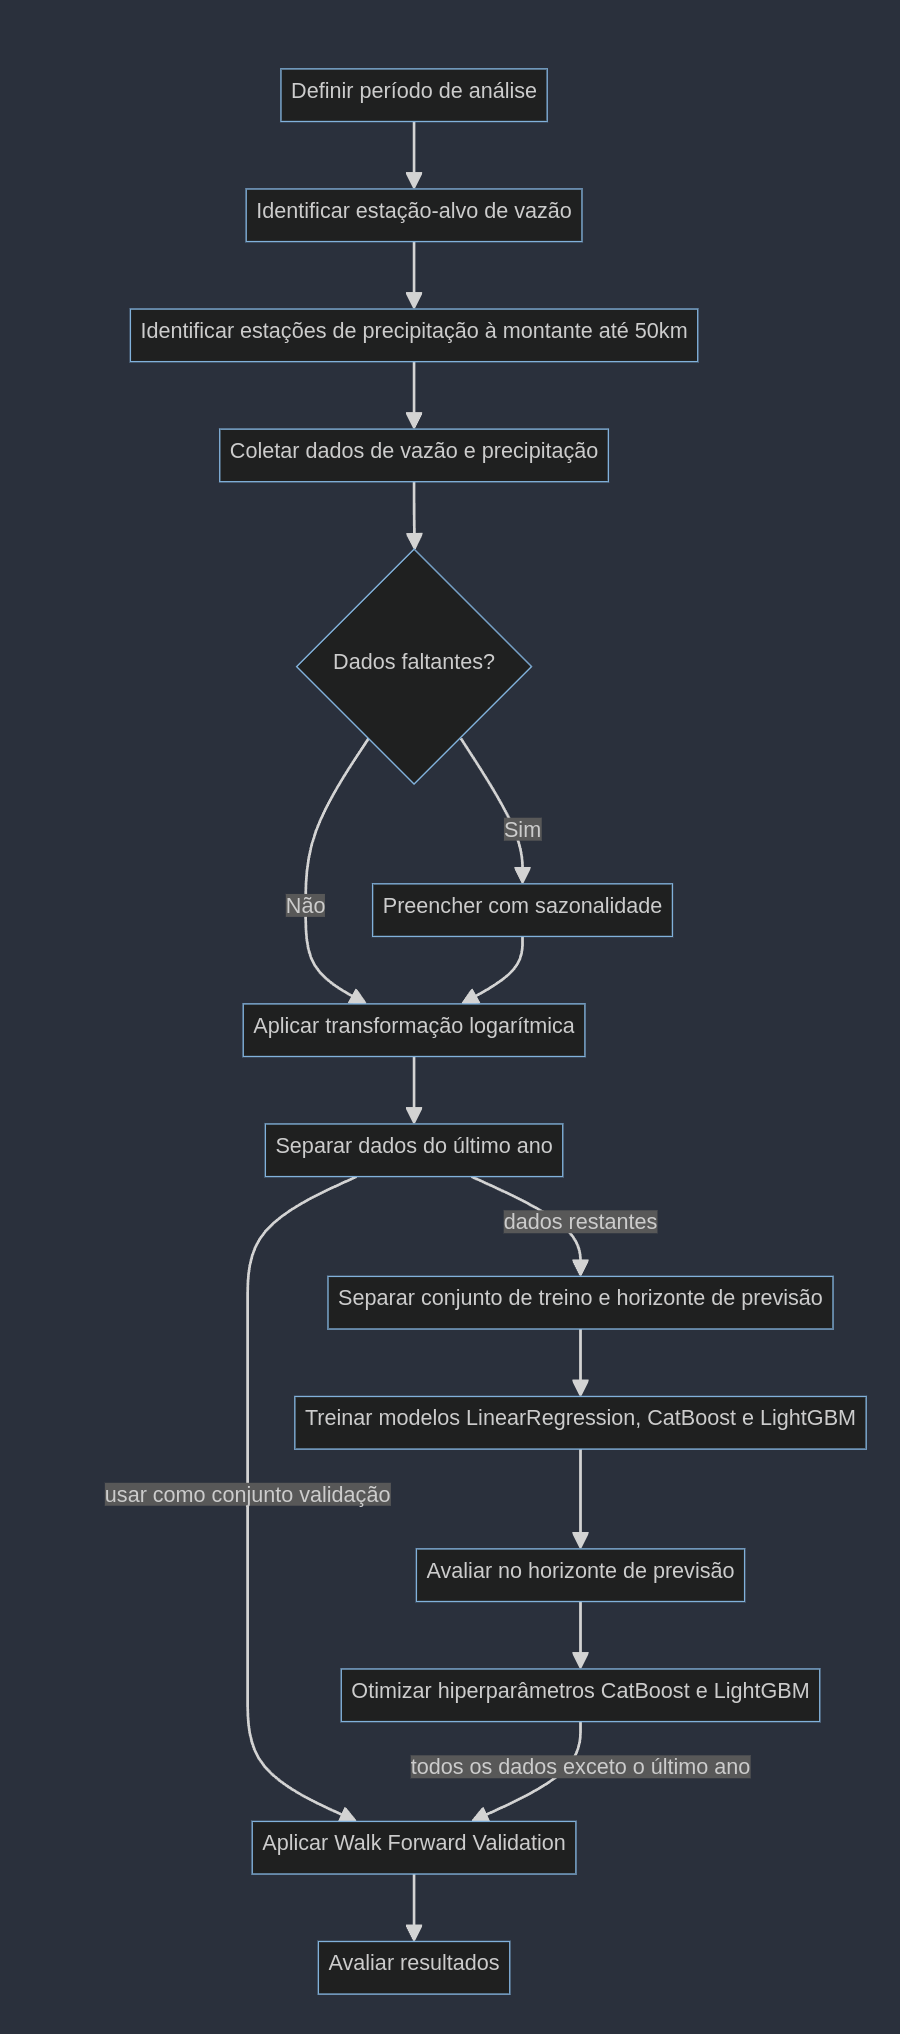 Definir período de análise
Identificar estação-alvo de vazão
Identificar estações de precipitação à montante até 50km
Coletar dados de vazão e precipitação
Dados faltantes?
Sim
Não
Preencher com sazonalidade
Aplicar transformação logarítmica
Separar dados do último ano
dados restantes
Separar conjunto de treino e horizonte de previsão
Treinar modelos LinearRegression, CatBoost e LightGBM
usar como conjunto validação
Avaliar no horizonte de previsão
Otimizar hiperparâmetros CatBoost e LightGBM
todos os dados exceto o último ano
Aplicar Walk Forward Validation
Avaliar resultados